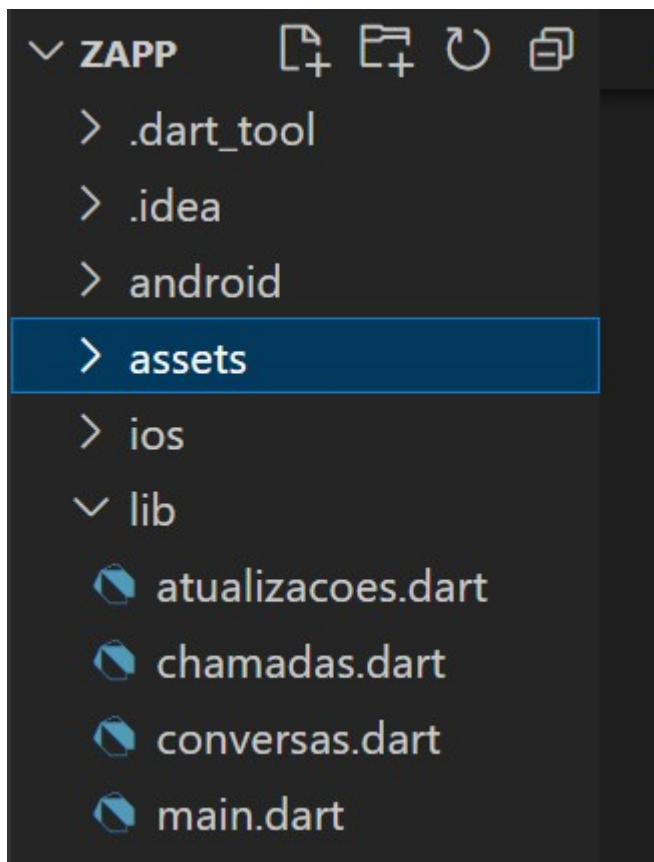 ZAPP
.dart_tool
.idea
android
assets
ios
lib
atualizacoes.dart
chamadas.dart
conversas.dart
main.dart